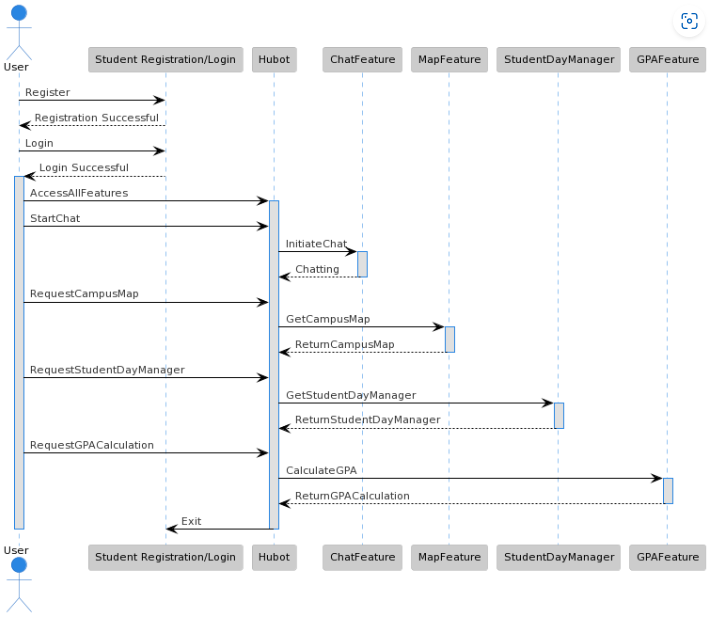 User
Student Registration/Login
Hubot
ChatFeature
MapFeature
StudentDayManager
GPAFeature
Register
Registration Successful
Login
Login Successful
AccessAllFeatures
StartChat
InitiateChat
Chatting
RequestCampusMap
GetCampusMap
ReturnCampusMap
RequestStudentDayManager
GetStudentDayManager
ReturnStudentDayManager
RequestGPACalculation
CalculateGPA
ReturnGPACalculation
Exit
User
Student Registration/Login
Hubot
ChatFeature
MapFeature
StudentDayManager
GPAFeature